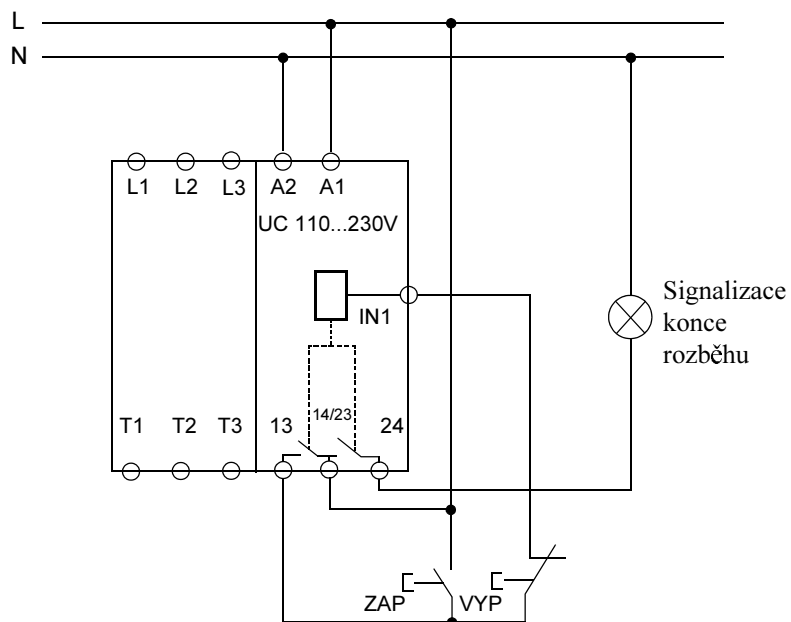 L
N
L1 L2 L3 A2 A1
UC 110...230V
IN1
Signalizace
konce
rozběhu
T1 T2 T3 13 14/23 24
ZAP VYP